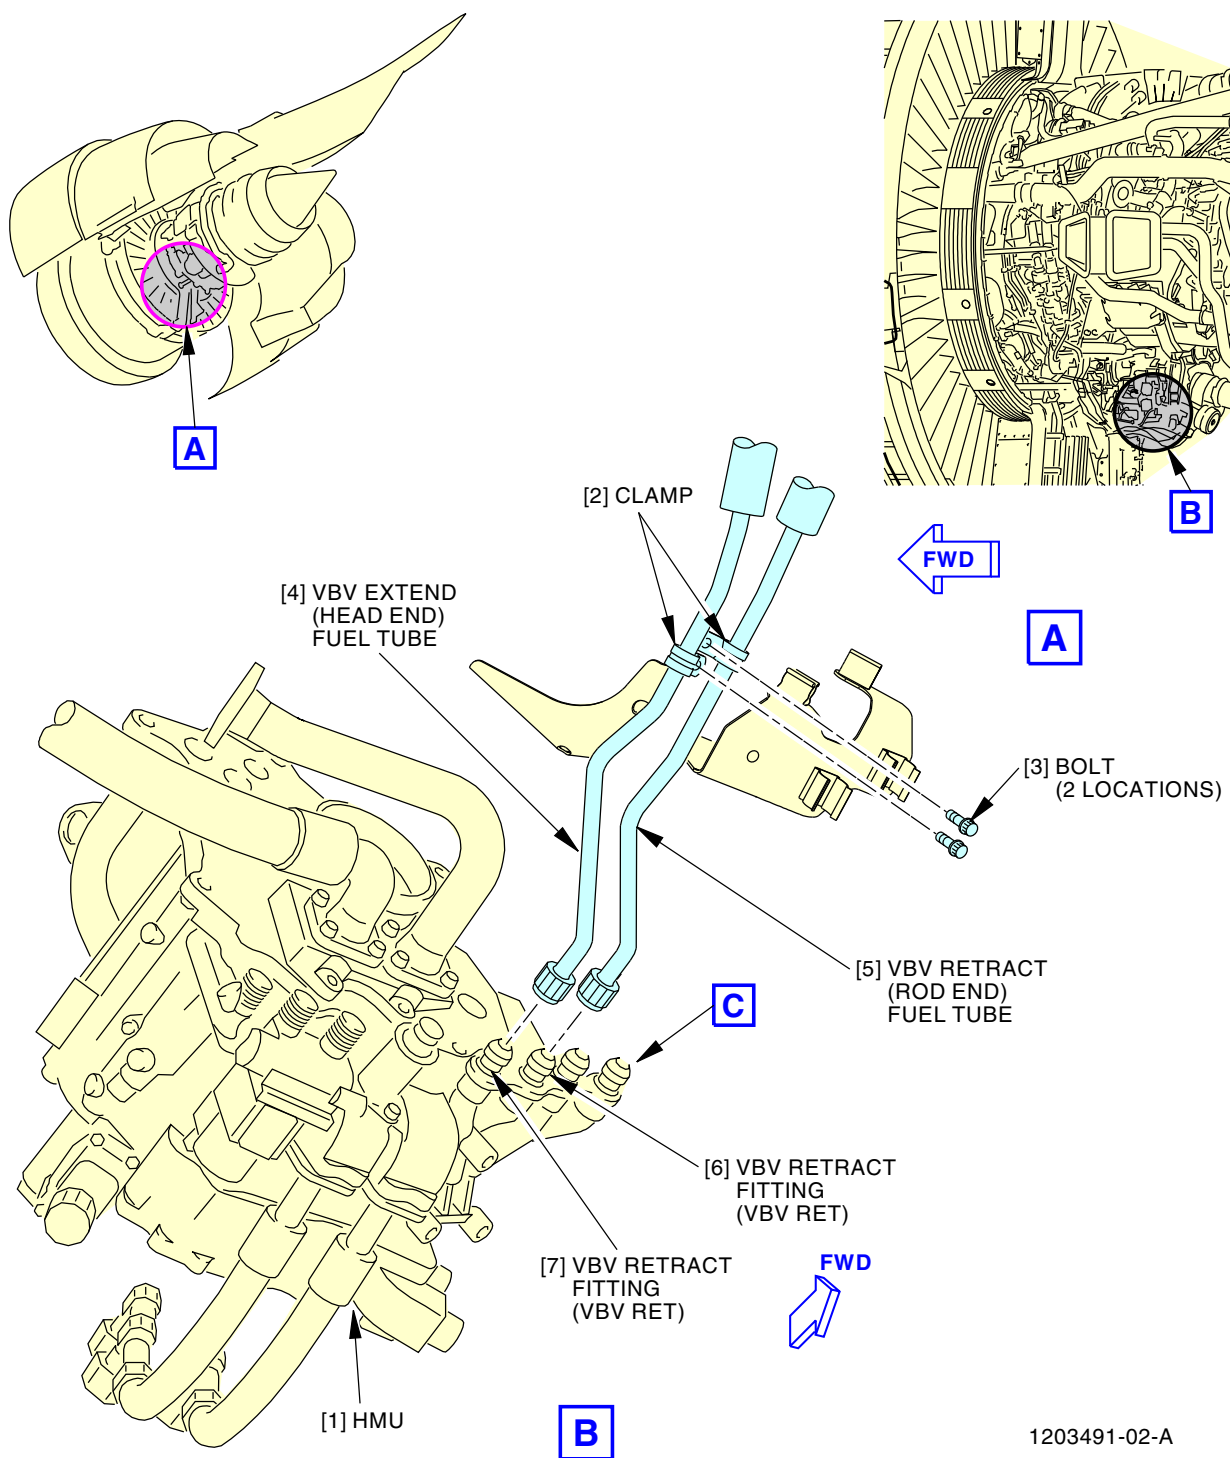 A
B
FWD
A
[2] CLAMP
[4] VBV EXTEND
(HEAD END)
FUEL TUBE
[3] BOLT
(2 LOCATIONS)
[5] VBV RETRACT
(ROD END)
FUEL TUBE
C
[6] VBV RETRACT
FITTING
(VBV RET)
[7] VBV RETRACT
FITTING
(VBV RET)
FWD
[1] HMU
B
1203491-02-A